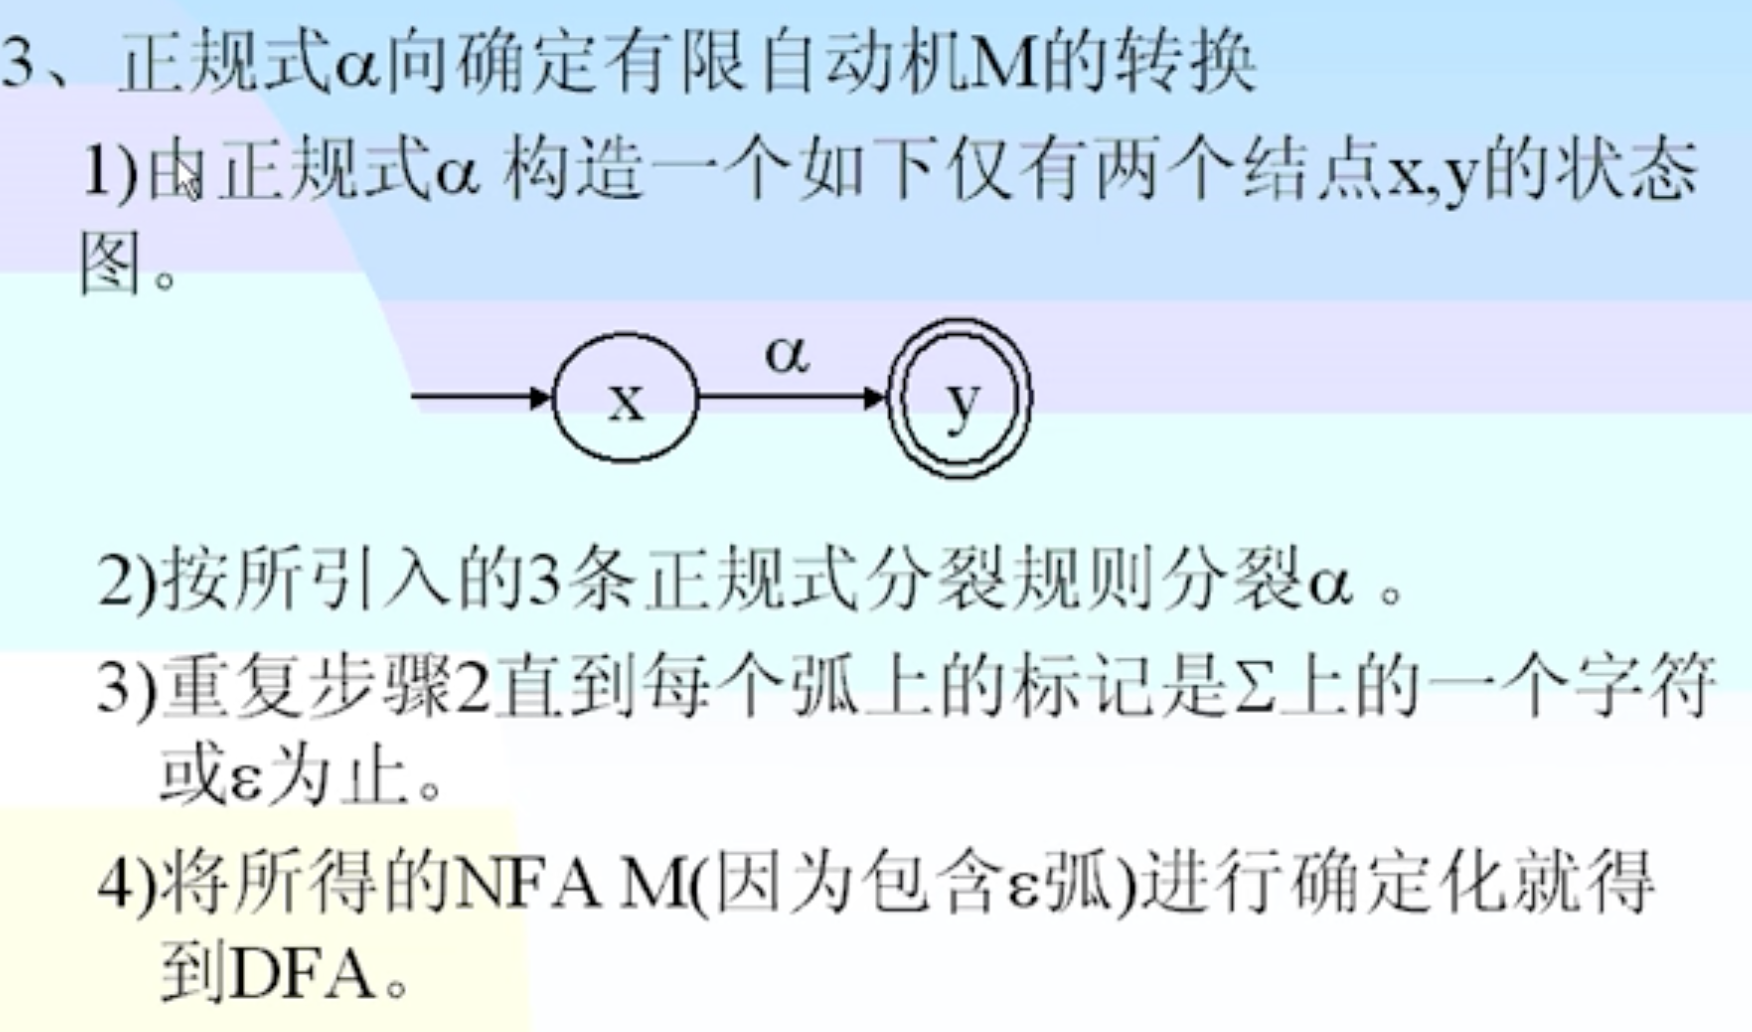 3、正规式α向确定有限自动机M的转换
1)由正规式α 构造一个如下仅有两个结点x,y的状态
图。
x α y
2)按所引入的3条正规式分裂规则分裂α 。
3)重复步骤2直到每个弧上的标记是Σ上的一个字符
或ε为止。
4)将所得的NFA M(因为包含ε弧)进行确定化就得
到DFA。